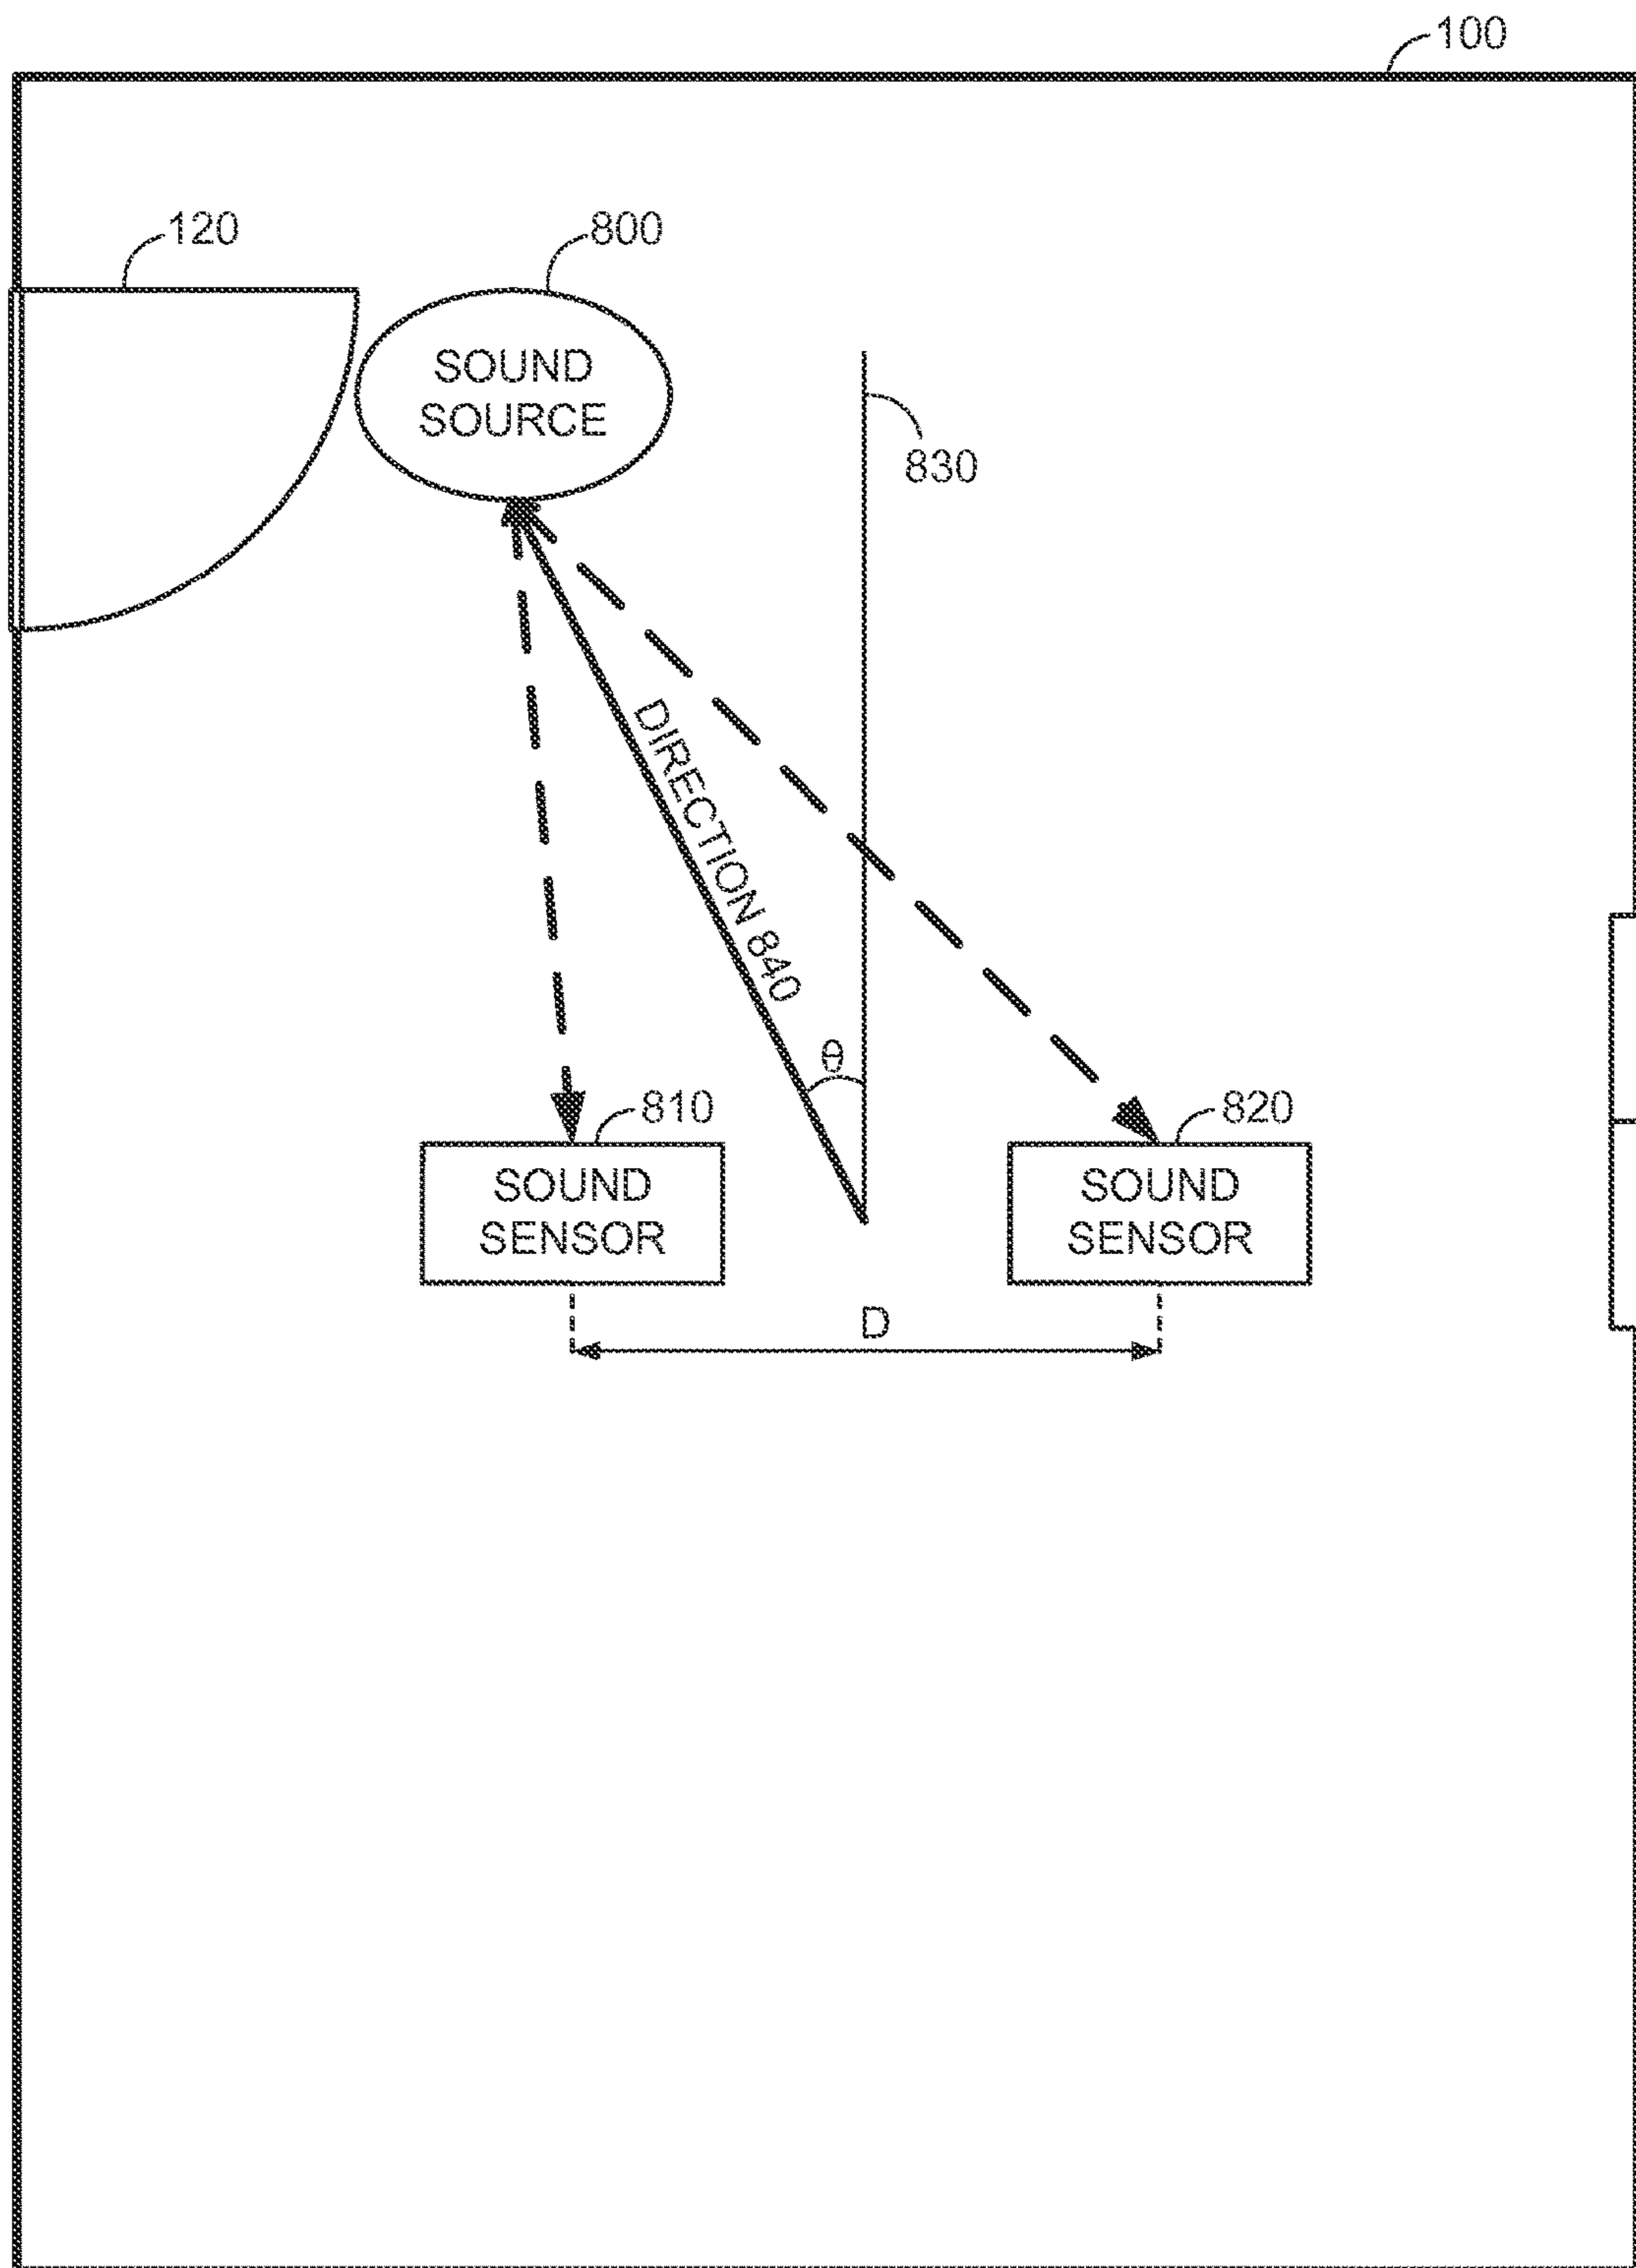 100
120
800
SOUND
SOURCE
830
DIRECTION 840
θ
810
820
SOUND
SENSOR
SOUND
SENSOR
D